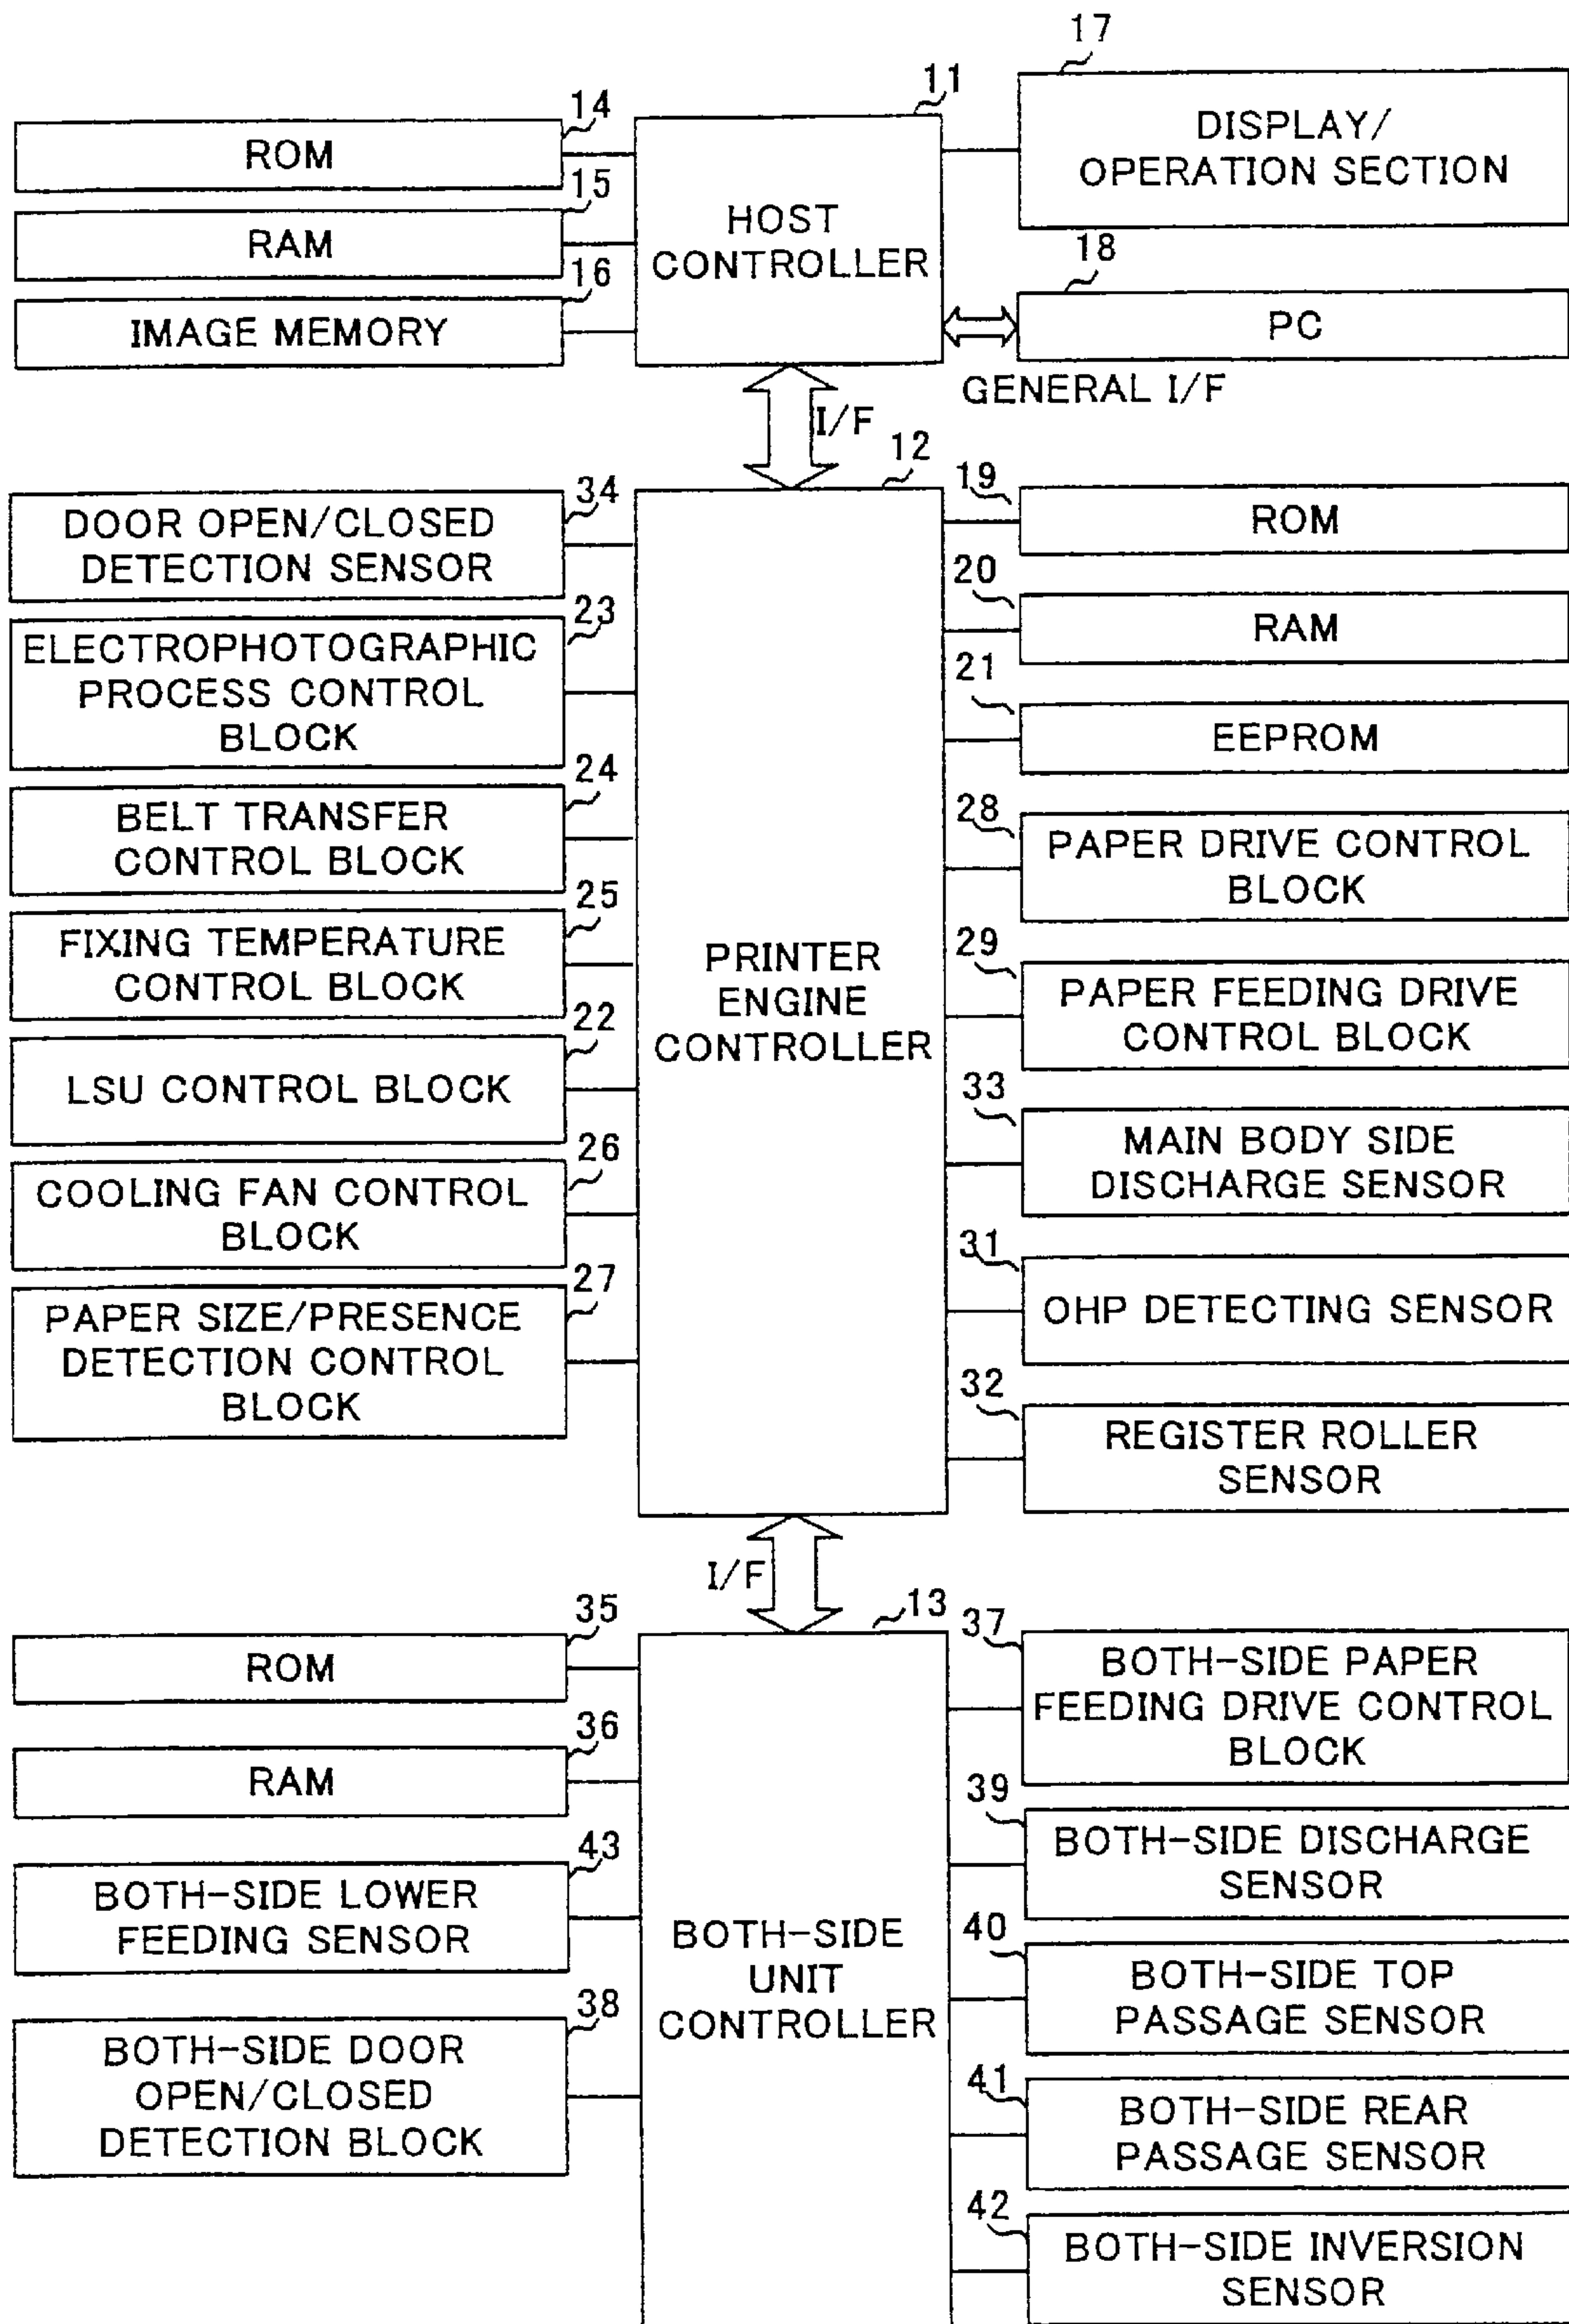 17
DISPLAY/
OPERATION SECTION
11
HOST
CONTROLLER
14
ROM
15
RAM
16
IMAGE MEMORY
18
PC
GENERAL I/F
I/F
12
PRINTER
ENGINE
CONTROLLER
34
DOOR OPEN/CLOSED
DETECTION SENSOR
23
ELECTROPHOTOGRAPHIC
PROCESS CONTROL
BLOCK
24
BELT TRANSFER
CONTROL BLOCK
25
FIXING TEMPERATURE
CONTROL BLOCK
22
LSU CONTROL BLOCK
26
COOLING FAN CONTROL
BLOCK
27
PAPER SIZE/PRESENCE
DETECTION CONTROL
BLOCK
19
ROM
20
RAM
21
EEPROM
28
PAPER DRIVE CONTROL
BLOCK
29
PAPER FEEDING DRIVE
CONTROL BLOCK
33
MAIN BODY SIDE
DISCHARGE SENSOR
31
OHP DETECTING SENSOR
32
REGISTER ROLLER
SENSOR
I/F
13
BOTH-SIDE
UNIT
CONTROLLER
35
ROM
36
RAM
43
BOTH-SIDE LOWER
FEEDING SENSOR
38
BOTH-SIDE DOOR
OPEN/CLOSED
DETECTION BLOCK
37
BOTH-SIDE PAPER
FEEDING DRIVE CONTROL
BLOCK
39
BOTH-SIDE DISCHARGE
SENSOR
40
BOTH-SIDE TOP
PASSAGE SENSOR
41
BOTH-SIDE REAR
PASSAGE SENSOR
42
BOTH-SIDE INVERSION
SENSOR